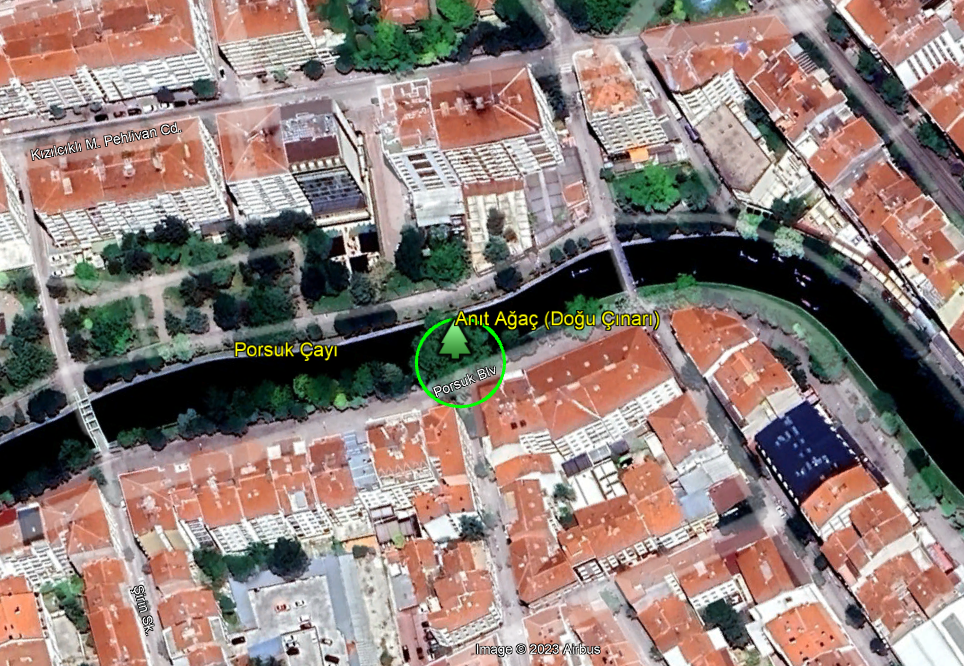 Kızılcıklı M. Pehlivan Cd.
Anıt Ağaç (Doğu Çınarı)
Porsuk Çayı
Porsuk Blv
Şirin Sk.
Image © 2023 Airbus